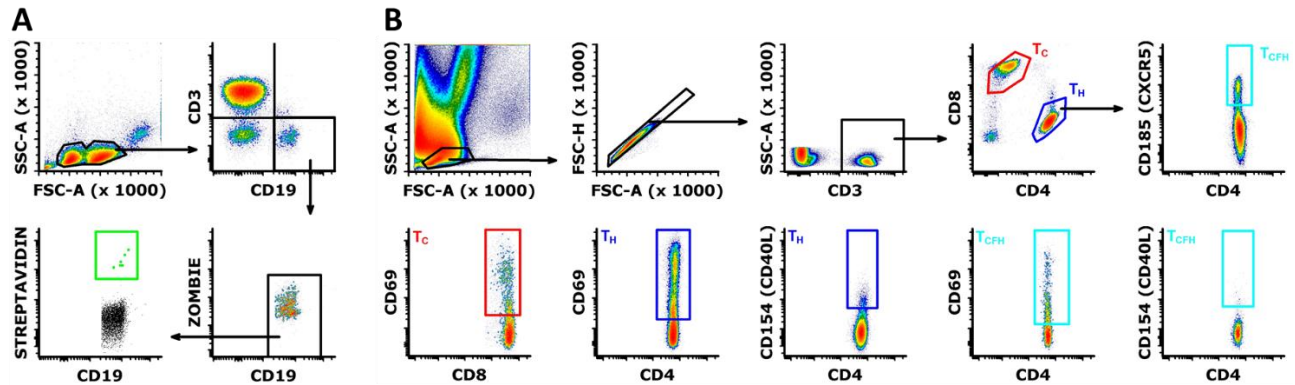 A
B
SSC-A (x 1000)
FSC-A (x 1000)
CD3
CD19
SSC-A (x 1000)
FSC-A (x 1000)
FSC-H (x 1000)
FSC-A (x 1000)
SSC-A (x 1000)
CD3
CD8
CD4
TC
TH
CD185 (CXCR5)
CD4
TCFH
STREPTAVIDIN
CD19
ZOMBIE
CD19
CD69
CD8
TC
CD69
CD4
TH
CD154 (CD40L)
CD4
TH
CD69
CD4
TCFH
CD154 (CD40L)
CD4
TCFH